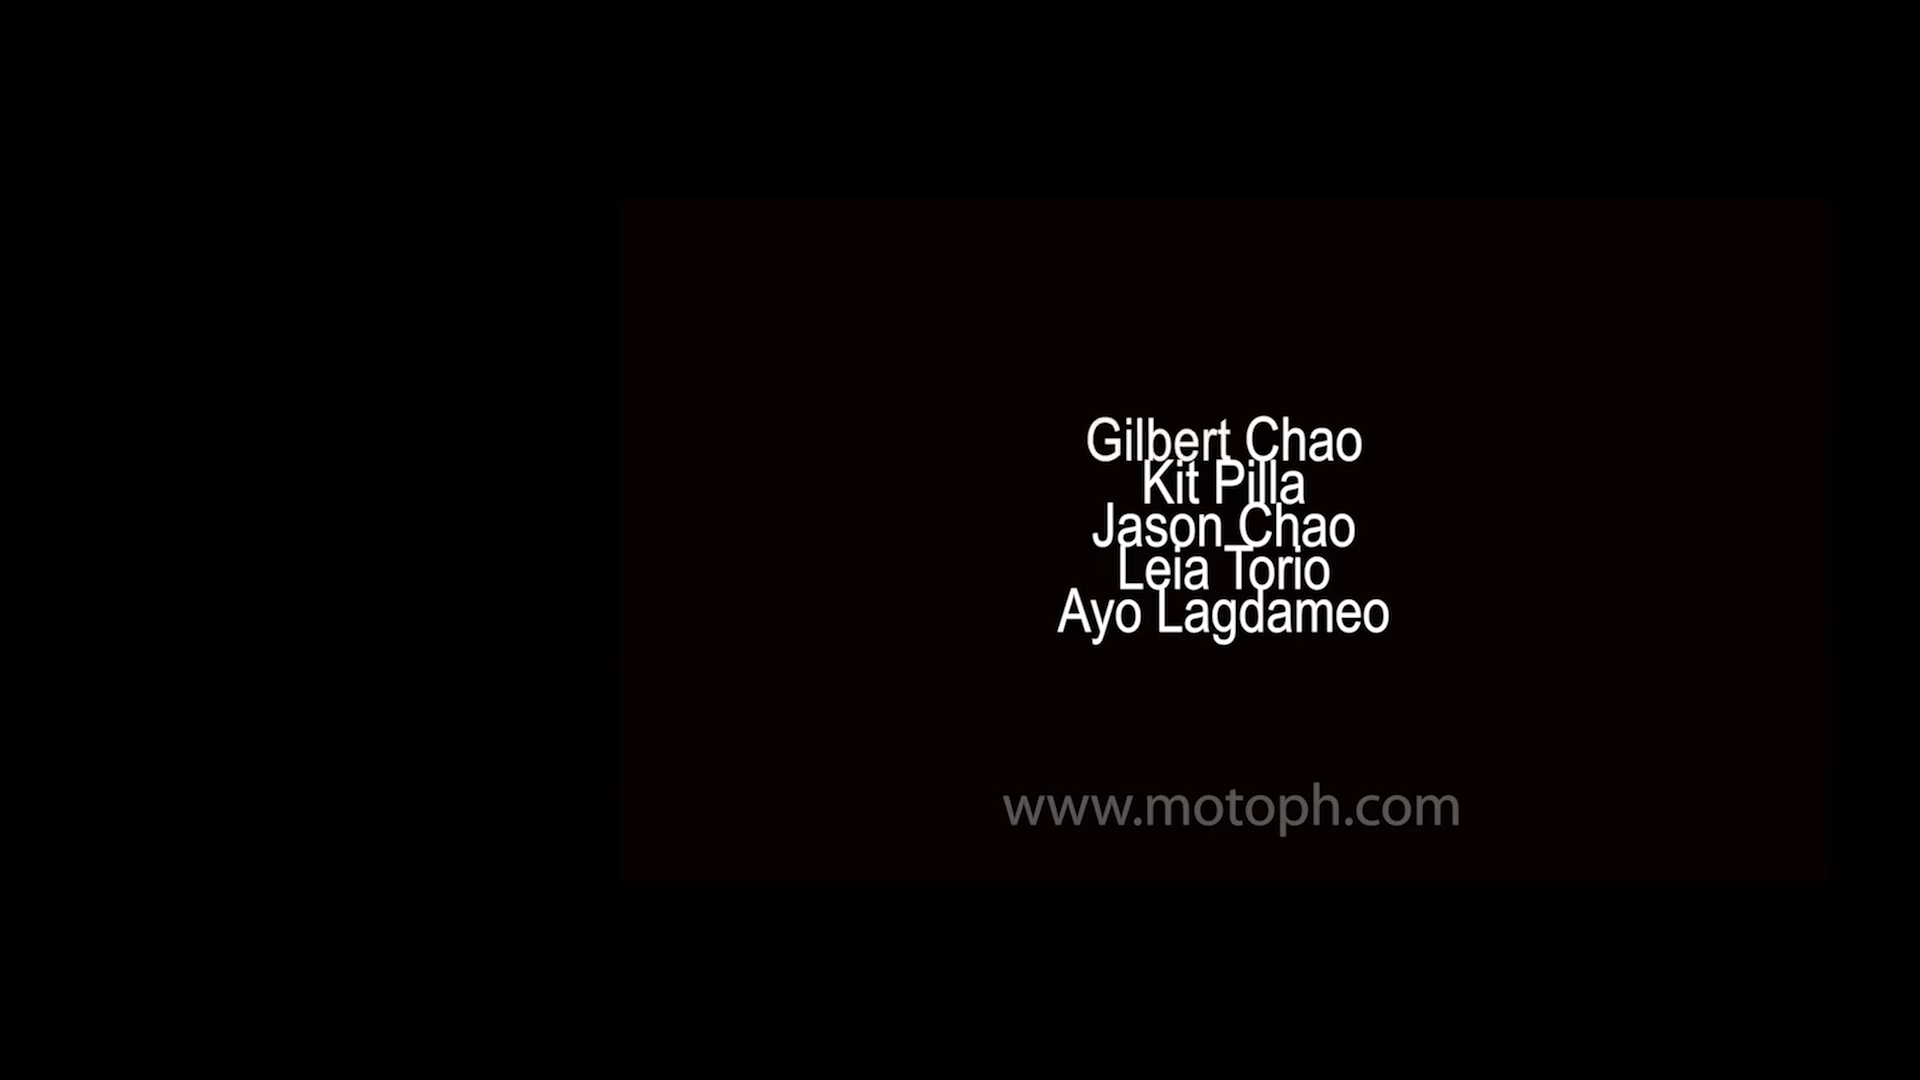 Gilbert Chao
Kit Pilla
Jason Chao
Leia Torio
Ayo Lagdameo
www.motoph.com